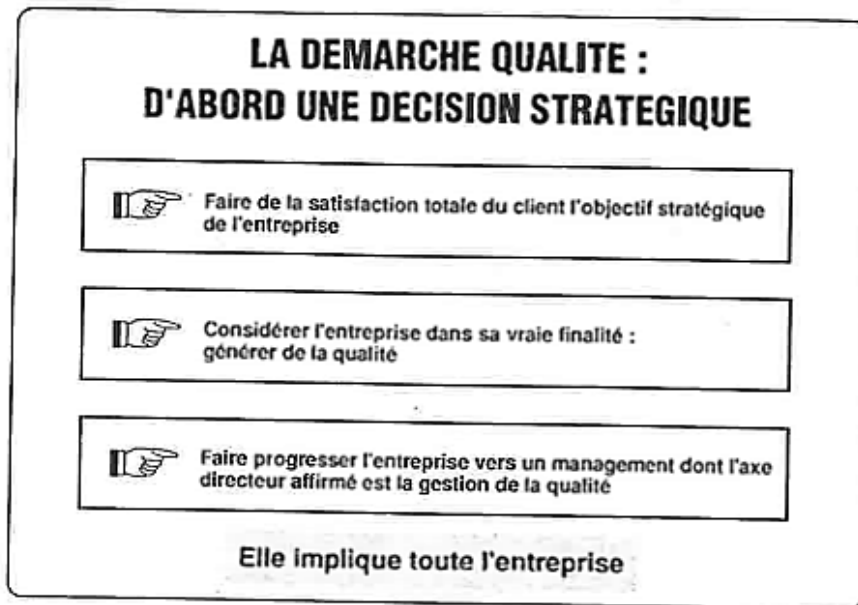 LA DEMARCHE QUALITE :
D'ABORD UNE DECISION STRATEGIQUE
Faire de la satisfaction totale du client l'objectif stratégique
de l'entreprise
Considérer l'entreprise dans sa vraie finalité :
générer de la qualité
Faire progresser l'entreprise vers un management dont l'axe
directeur affirmé est la gestion de la qualité
Elle implique toute l'entreprise